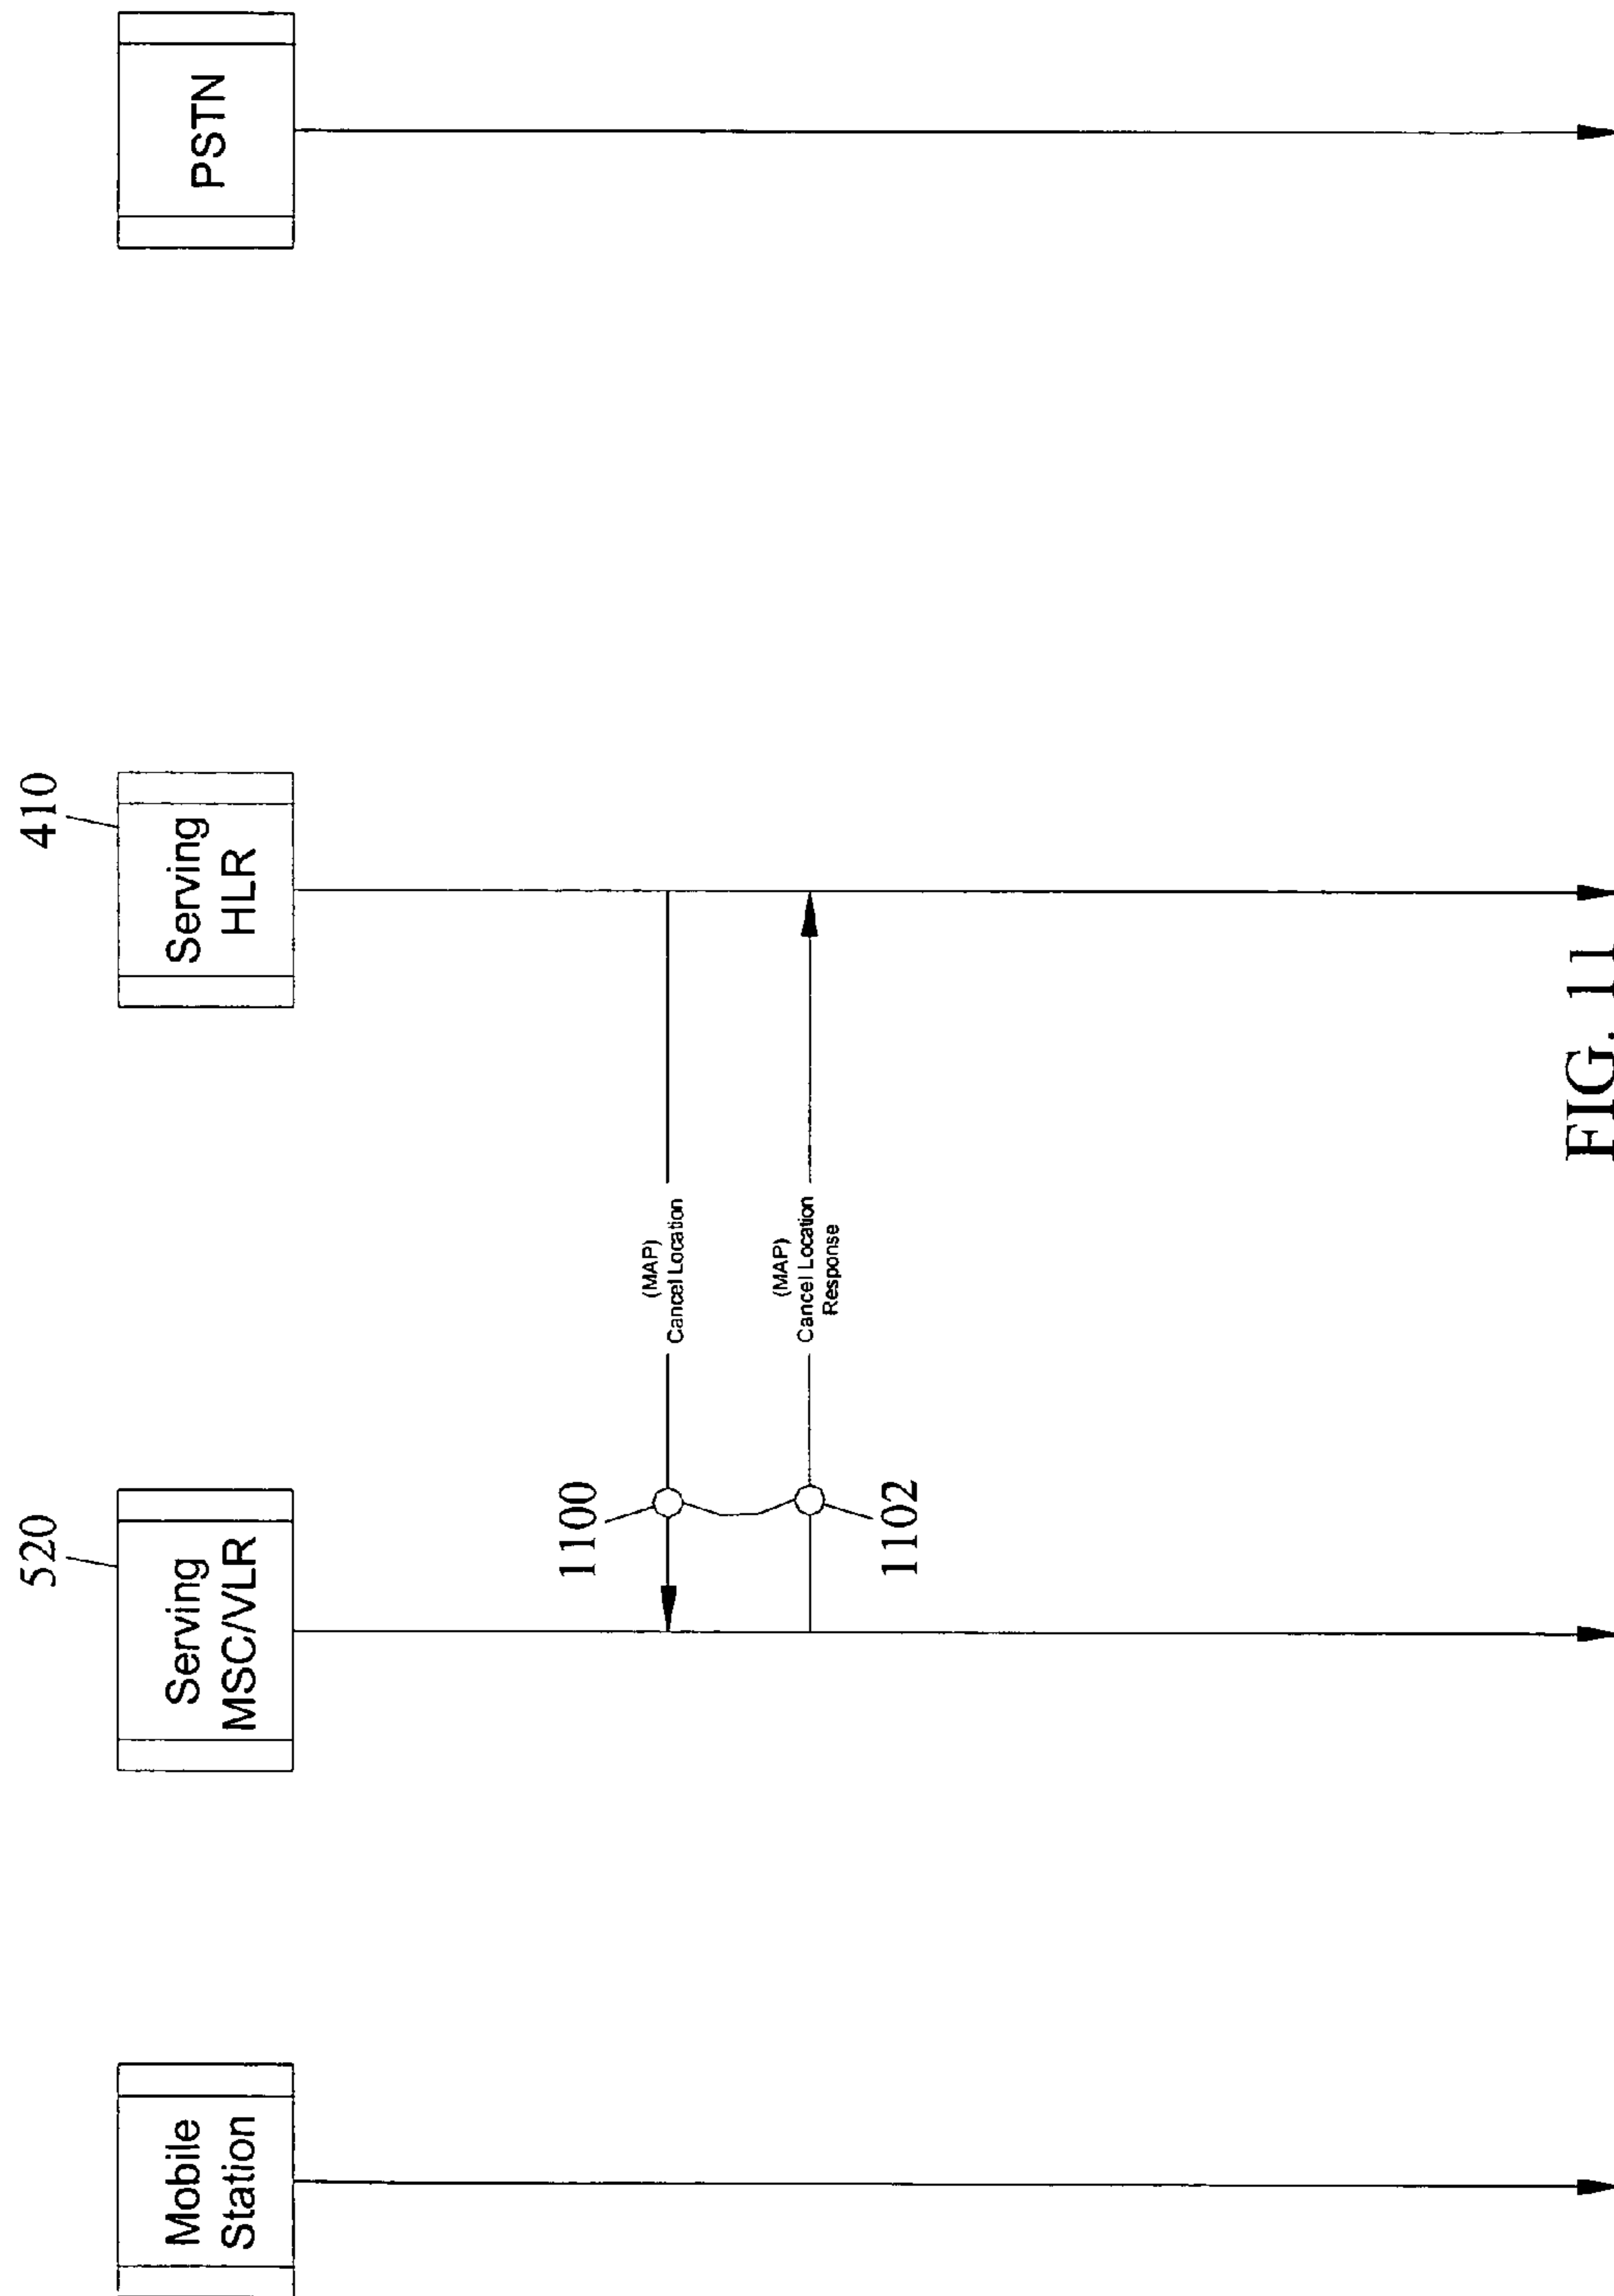 520
410
Mobile
Station
Serving
MSC/VLR
Serving
HLR
PSTN
1100
(MAP)
Cancel Location
(MAP)
Cancel Location
Response
1102
FIG. 11